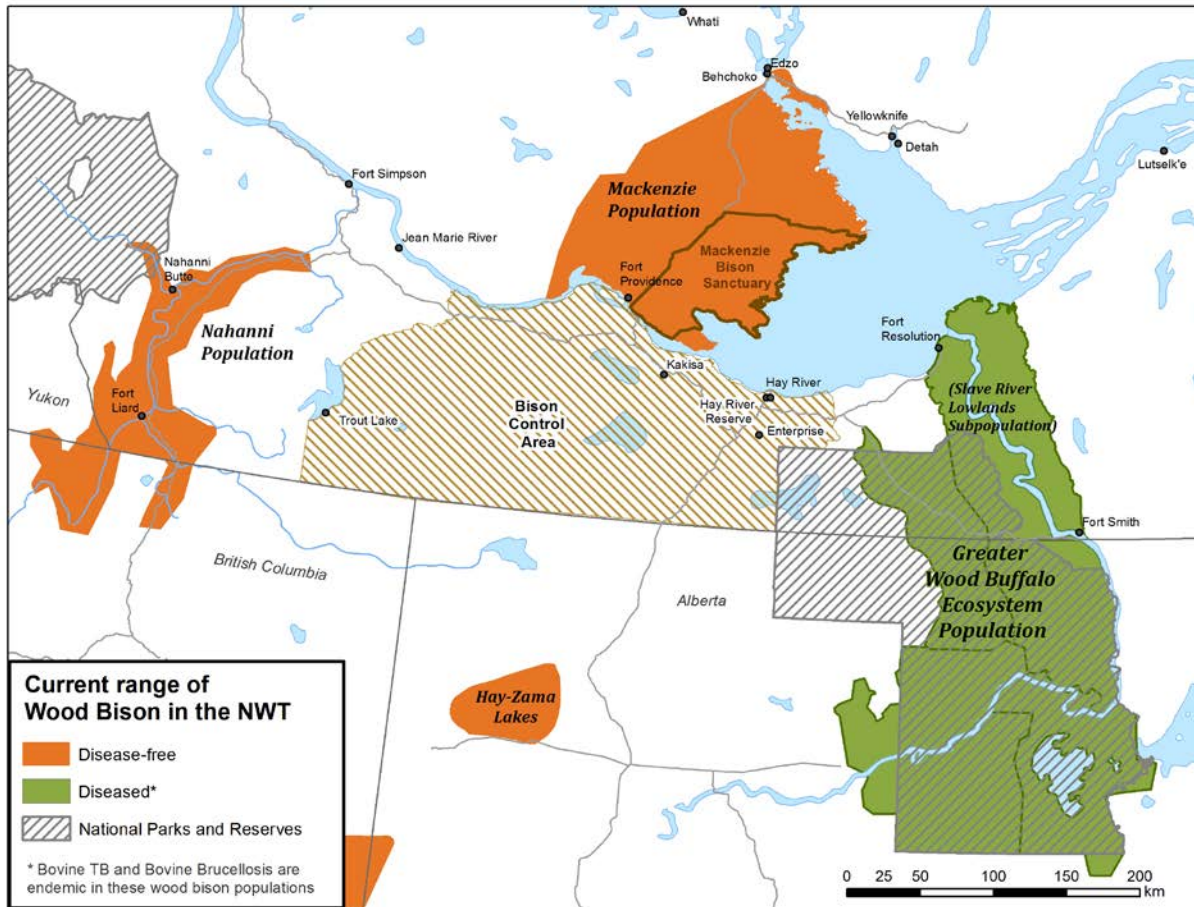 Whati
Edzo
Behchoko
Yellowknife
Detah
Lutselk'e
Fort Simpson
Mackenzie
Population
Jean Marie River
Mackenzie
Bison
Sanctuary
Nahanni
Butte
Fort
Providence
Nahanni
Population
Fort
Resolution
Kakisa
Hay River
Hay River
Reserve
Enterprise
(Slave River
Lowlands
Subpopulation)
Yukon
Fort
Liard
Trout Lake
Bison
Control
Area
Fort Smith
British Columbia
Alberta
Greater
Wood Buffalo
Ecosystem
Population
Hay-Zama
Lakes
Current range of
Wood Bison in the NWT
Disease-free
Diseased*
National Parks and Reserves
* Bovine TB and Bovine Brucellosis are
endemic in these wood bison populations
0 25 50 100 150 200
km